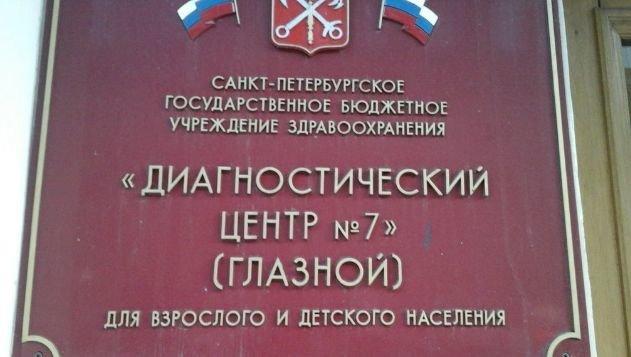 САНКТ-ПЕТЕРБУРГСКОЕ
ГОСУДАРСТВЕННОЕ БЮДЖЕТНОЕ
УЧРЕЖДЕНИЕ ЗДРАВООХРАНЕНИЯ
«ДИАГНОСТИЧЕСКИЙ
ЦЕНТР №7»
(ГЛАЗНОЙ)
ДЛЯ ВЗРОСЛОГО И ДЕТСКОГО НАСЕЛЕНИЯ